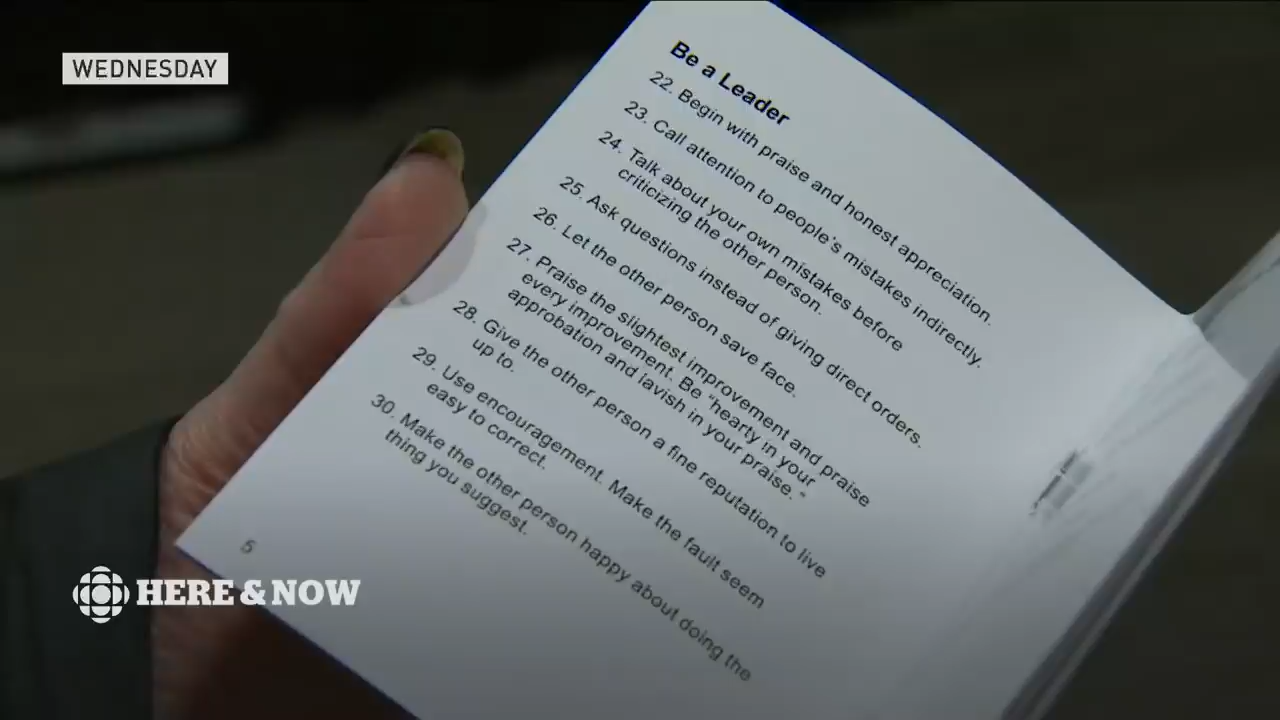 WEDNESDAY
Be a Leader
22. Begin with praise and honest appreciation.
23. Call attention to people's mistakes indirectly.
24. Talk about your own mistakes before
criticizing the other person.
25. Ask questions instead of giving direct orders.
26. Let the other person save face.
27. Praise the slightest improvement and praise
every improvement. Be "hearty in your
approbation and lavish in your praise. "
28. Give the other person a fine reputation to live
up to.
29. Use encouragement. Make the fault seem
easy to correct.
30. Make the other person happy about doing the
thing you suggest.
5
HERE & NOW